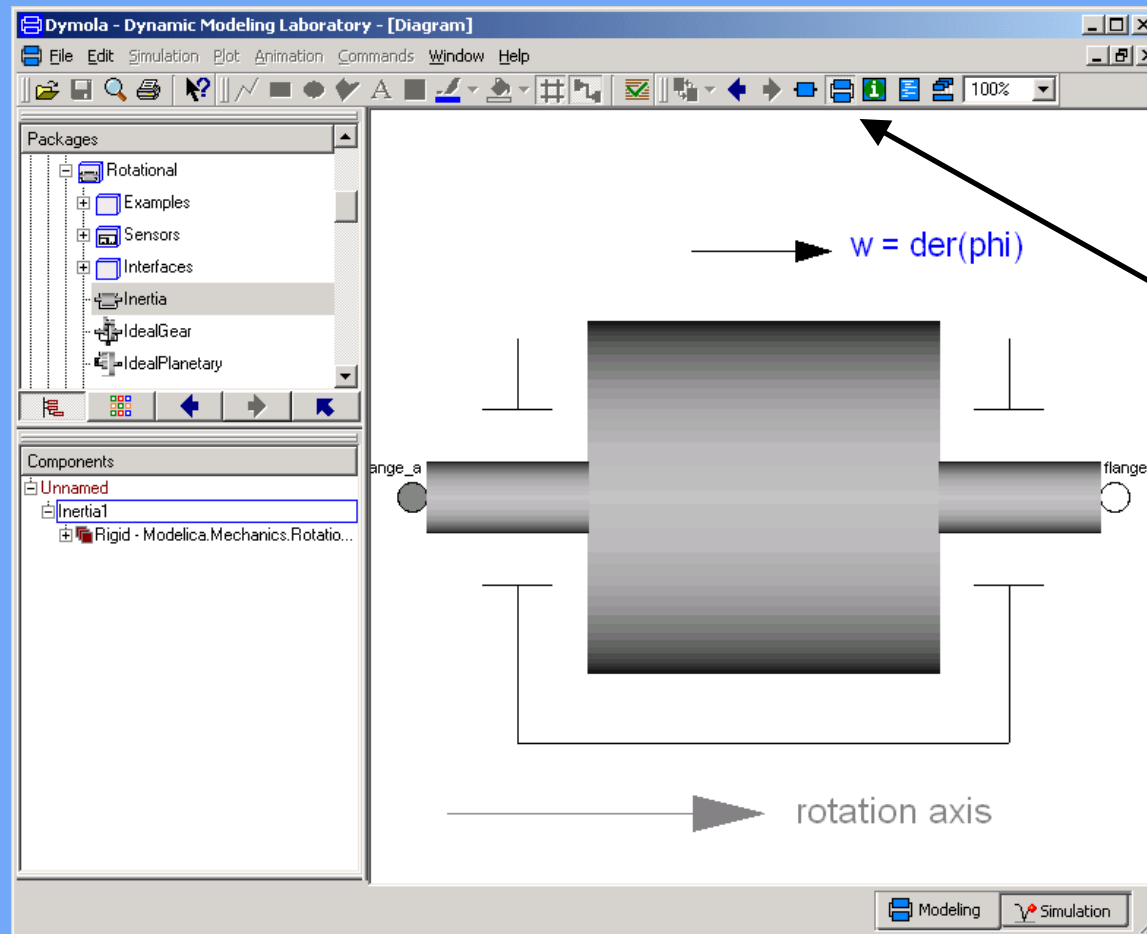 Dymola - Dynamic Modeling Laboratory - [Diagram]
File Edit Simulation Plot Animation Commands Window Help
100%
Packages
Rotational
Examples
Sensors
Interfaces
Inertia
IdealGear
IdealPlanetary
Components
Unnamed
Inertia1
Rigid - Modelica.Mechanics.Rotatio...
w = der(phi)
ange_a
flange
rotation axis
Modeling
Simulation